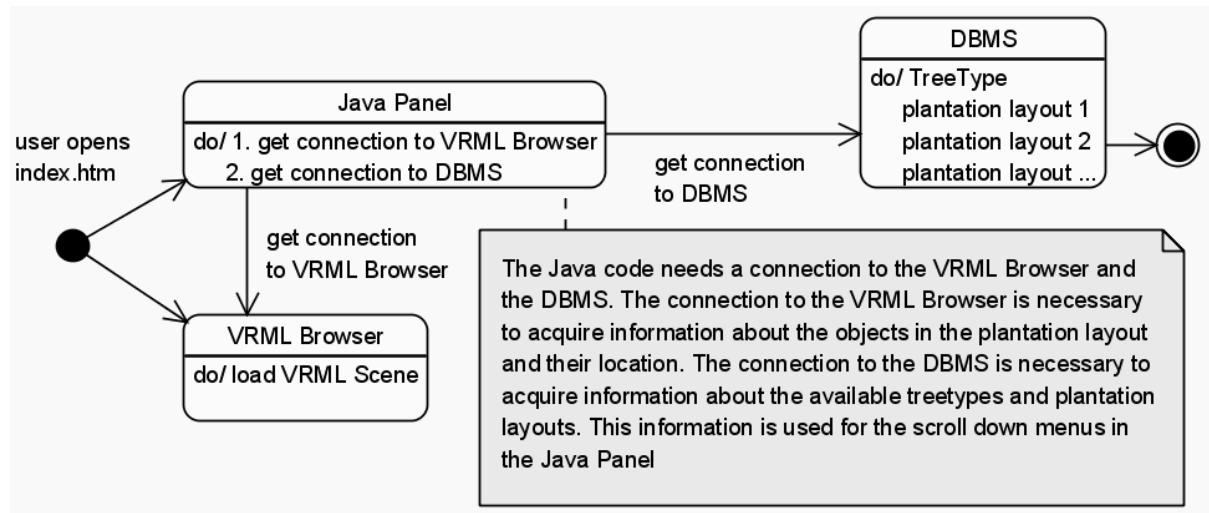 DBMS
do/ TreeType
plantation layout 1
plantation layout 2
plantation layout ...
Java Panel
do/ 1. get connection to VRML Browser
2. get connection to DBMS
user opens
index.htm
get connection
to DBMS
get connection
to VRML Browser
VRML Browser
do/ load VRML Scene
The Java code needs a connection to the VRML Browser and
the DBMS. The connection to the VRML Browser is necessary
to acquire information about the objects in the plantation layout
and their location. The connection to the DBMS is necessary to
acquire information about the available treetypes and plantation
layouts. This information is used for the scroll down menus in
the Java Panel